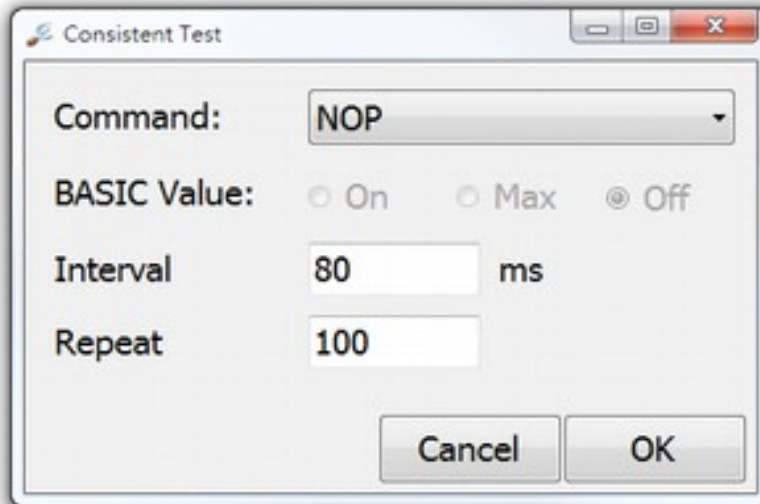 Consistent Test
Command: NOP
BASIC Value: On Max Off
Interval 80 ms
Repeat 100
Cancel OK